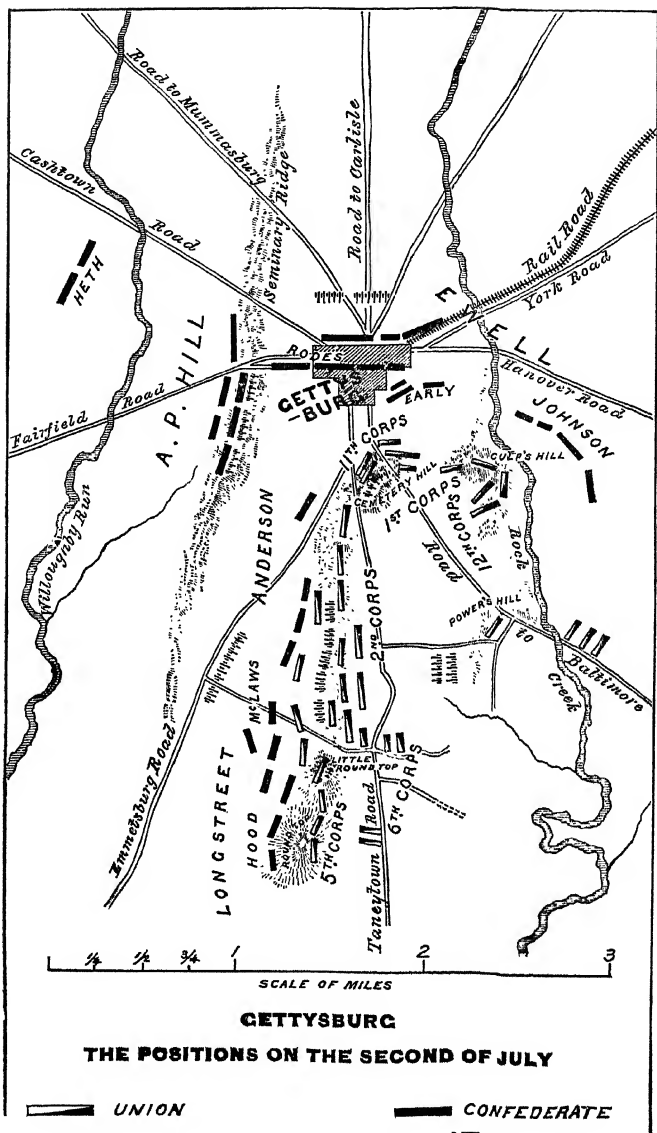 Road to Mummasburg
Road to Carlisle
Seminary Ridge
Cashtown Road
Rail Road
York Road
HETH
EWELL
A. P. HILL
RODES
Hanover Road
GETTYS
-BURG
EARLY
JOHNSON
Fairfield Road
11TH CORPS
CEMETERY HILL
CULP'S HILL
1ST CORPS
12TH CORPS
Willoughby Run
ANDERSON
Rock Creek
2ND CORPS
POWER'S HILL
Road to Baltimore
McLAWS
LITTLE
ROUND TOP
Emmetsburg Road
LONGSTREET
HOOD
ROUND TOP
5TH CORPS
6TH CORPS
Taneytown Road
1/4 1/2 3/4 1 2 3
SCALE OF MILES
GETTYSBURG
THE POSITIONS ON THE SECOND OF JULY
UNION CONFEDERATE